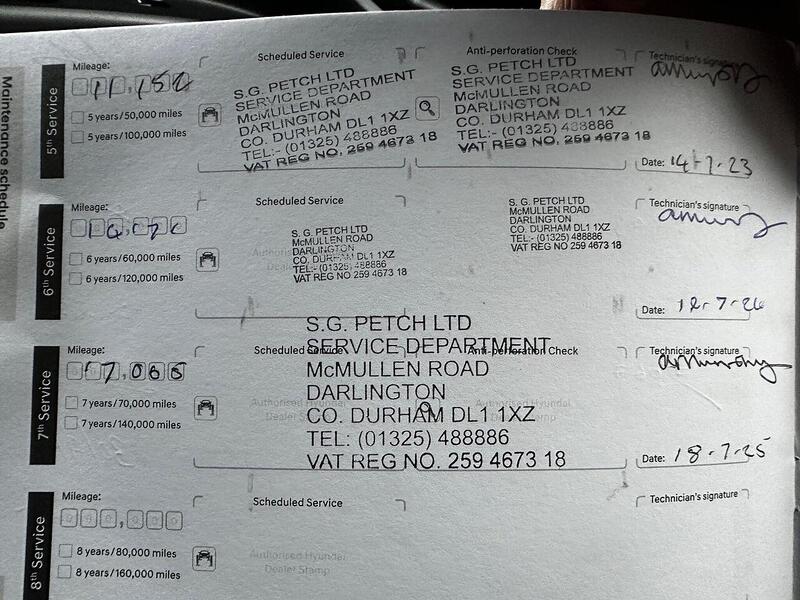 Maintenance schedule
5th Service
Mileage:
11,152
5 years/50,000 miles
5 years/100,000 miles
Scheduled Service
S.G. PETCH LTD
SERVICE DEPARTMENT
McMULLEN ROAD
DARLINGTON
CO. DURHAM DL1 1XZ
TEL:- (01325) 488886
VAT REG NO. 259 4673 18
Anti-perforation Check
S.G. PETCH LTD
SERVICE DEPARTMENT
McMULLEN ROAD
DARLINGTON
CO. DURHAM DL1 1XZ
TEL:- (01325) 488886
VAT REG NO. 259 4673 18
Technician's signature
Date: 14-7.23
6th Service
Mileage:
6 years/60,000 miles
6 years/120,000 miles
Scheduled Service
S. G. PETCH LTD
McMULLEN ROAD
DARLINGTON
CO. DURHAM DL1 1XZ
TEL:- (01325) 488886
VAT REG NO 259 4673 18
S. G. PETCH LTD
McMULLEN ROAD
DARLINGTON
CO. DURHAM DL1 1XZ
TEL:- (01325) 488886
VAT REG NO 259 4673 18
Technician's signature
Date: 12.7.24
7th Service
Mileage:
7 years/70,000 miles
7 years/140,000 miles
Scheduled Service
Anti-perforation Check
S.G. PETCH LTD
SERVICE DEPARTMENT
McMULLEN ROAD
DARLINGTON
CO. DURHAM DL1 1XZ
TEL: (01325) 488886
VAT REG NO. 259 4673 18
Authorised Hyundai
Authorised Hyundai
Dealer Stamp
Technician's signature
Date: 18.7.25
8th Service
Mileage:
8 years/80,000 miles
8 years/160,000 miles
Scheduled Service
Authorised Hyundai
Dealer Stamp
Technician's signature